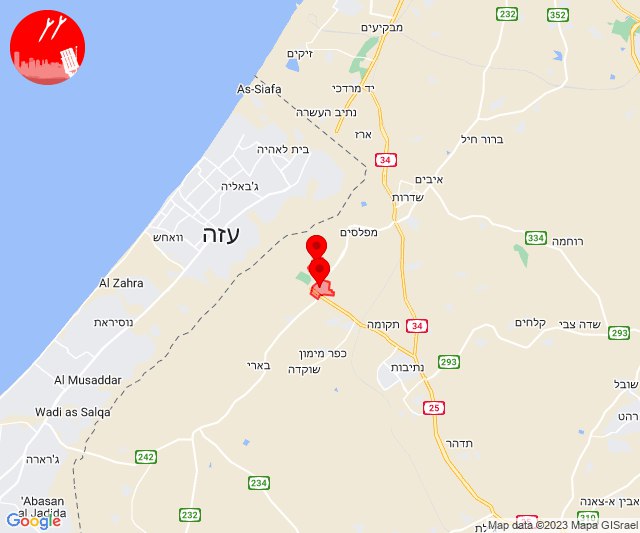 232
352
מבקיעים
זיקים
As-Siafa
יד מרדכי
נתיב העשרה
ארז
ברור חיל
בית לאהיה
34
איבים
ג'באליה
שדרות
עזה
וואחש
מפלסים
334
רוחמה
Al Zahra
נוסיראת
תקומה
34
קלחים
שדה צבי
293
כפר מימון
שוקדה
בארי
נתיבות
293
Al Musaddar
שובל
Wadi as Salqa
25
רהט
תדהר
242
ג'רארה
234
'Abasan
al Jadida
232
25
310
אבין א-צאנה
לת
Google
Map data ©2023 Mapa GISrael